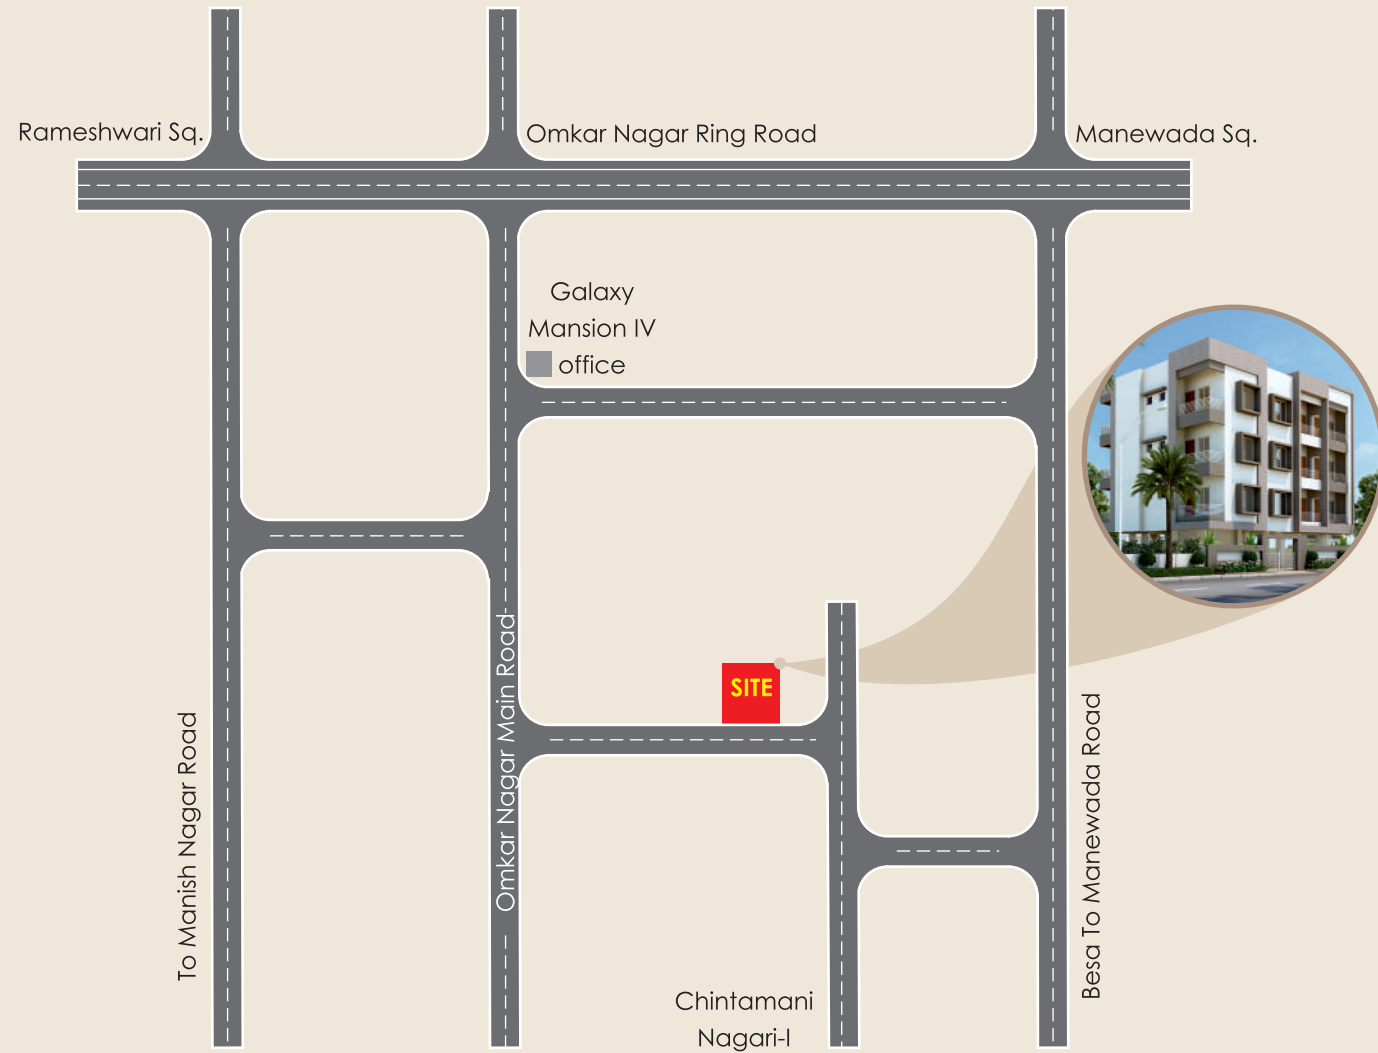 Rameshwari Sq.
Omkar Nagar Ring Road
Manewada Sq.
Galaxy
Mansion IV
office
SITE
To Manish Nagar Road
Omkar Nagar Main Road
Besa To Manewada Road
Chintamani
Nagari-I